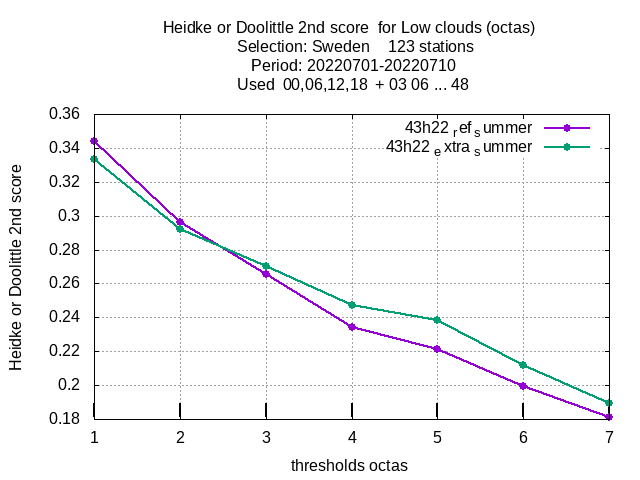 Heidke or Doolittle 2nd score  for Low clouds (octas)
Selection: Sweden    123 stations
Period: 20220701-20220710
Used  00,06,12,18  + 03 06 ... 48
43h22 ref summer
43h22 extra summer
Heidke or Doolittle 2nd score
0.36
0.34
0.32
0.3
0.28
0.26
0.24
0.22
0.2
0.18
1 2 3 4 5 6 7
thresholds octas